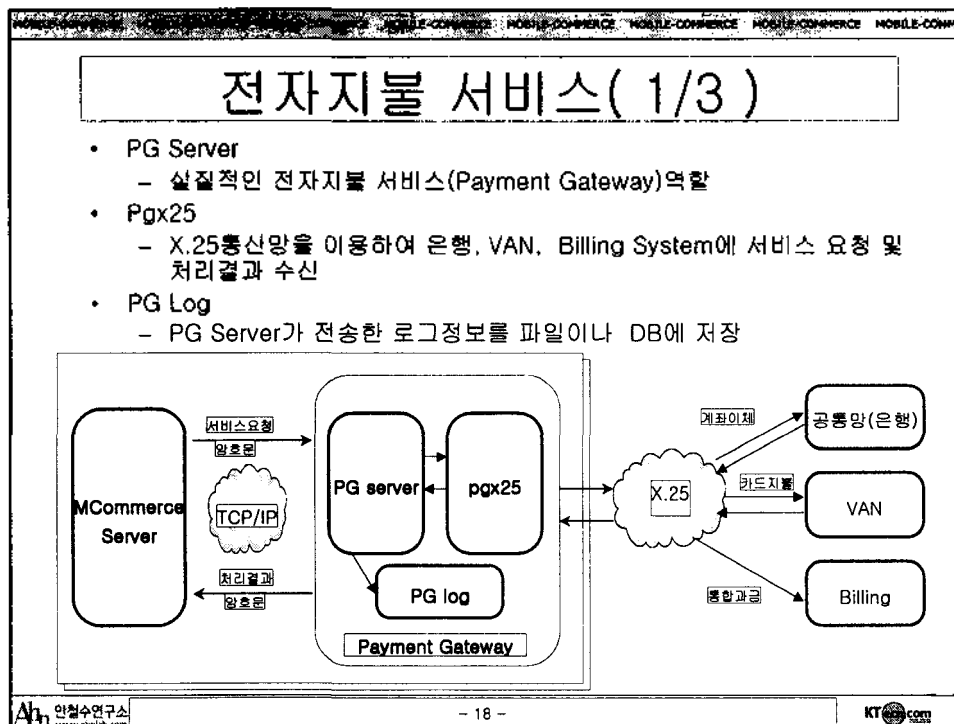 MOBILE-COMMERCE MOBILE-COMMERCE MOBILE-COMMERCE MOBILE-COMMERCE MOBILE-COM
전자지불 서비스( 1/3 )
• PG Server
– 실질적인 전자지불 서비스(Payment Gateway)역할
• Pgx25
– X.25통신망을 이용하여 은행, VAN, Billing System에 서비스 요청 및
처리결과 수신
• PG Log
– PG Server가 전송한 로그정보를 파일이나 DB에 저장
MCommerce
Server
서비스요청
암호문
TCP/IP
처리결과
암호문
PG server
pgx25
PG log
Payment Gateway
X.25
계좌이체
카드지불
통합과금
공통망(은행)
VAN
Billing
Ahn 안철수연구소
- 18 -
KT com